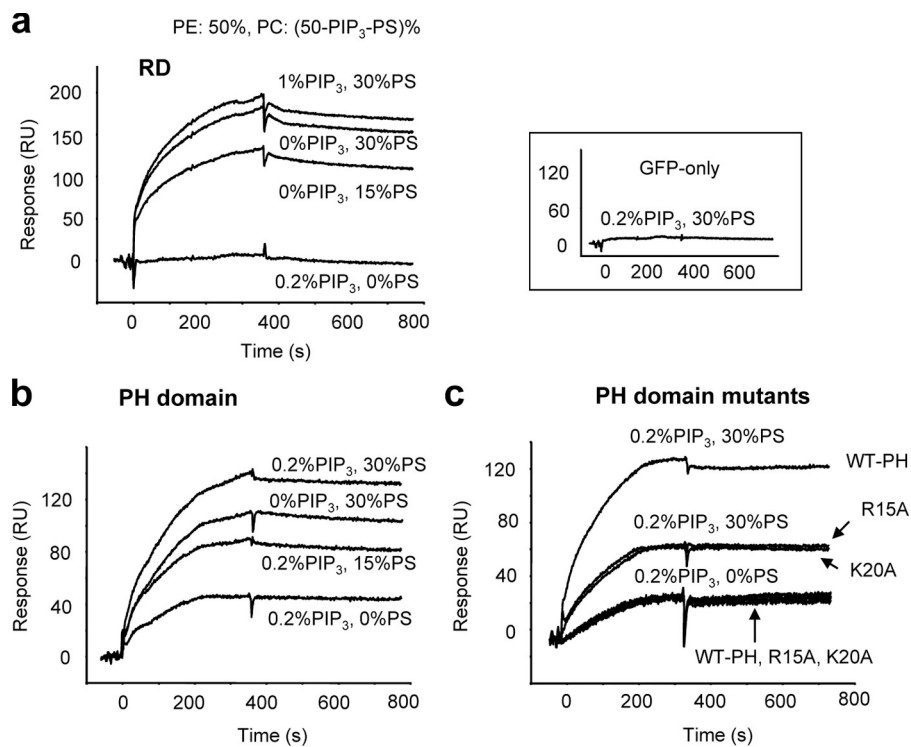 a
PE: 50%, PC: (50-PIP₃-PS)%
RD
1%PIP₃, 30%PS
0%PIP₃, 30%PS
0%PIP₃, 15%PS
0.2%PIP₃, 0%PS
200
150
100
50
0
Response (RU)
0 200 400 600 800
Time (s)
GFP-only
0.2%PIP₃, 30%PS
120
60
0
0 200 400 600
b
PH domain
0.2%PIP₃, 30%PS
0%PIP₃, 30%PS
0.2%PIP₃, 15%PS
0.2%PIP₃, 0%PS
120
80
40
0
Response (RU)
0 200 400 600 800
Time (s)
c
PH domain mutants
0.2%PIP₃, 30%PS
WT-PH
R15A
0.2%PIP₃, 30%PS
K20A
0.2%PIP₃, 0%PS
WT-PH, R15A, K20A
120
80
40
0
Response (RU)
0 200 400 600 800
Time (s)